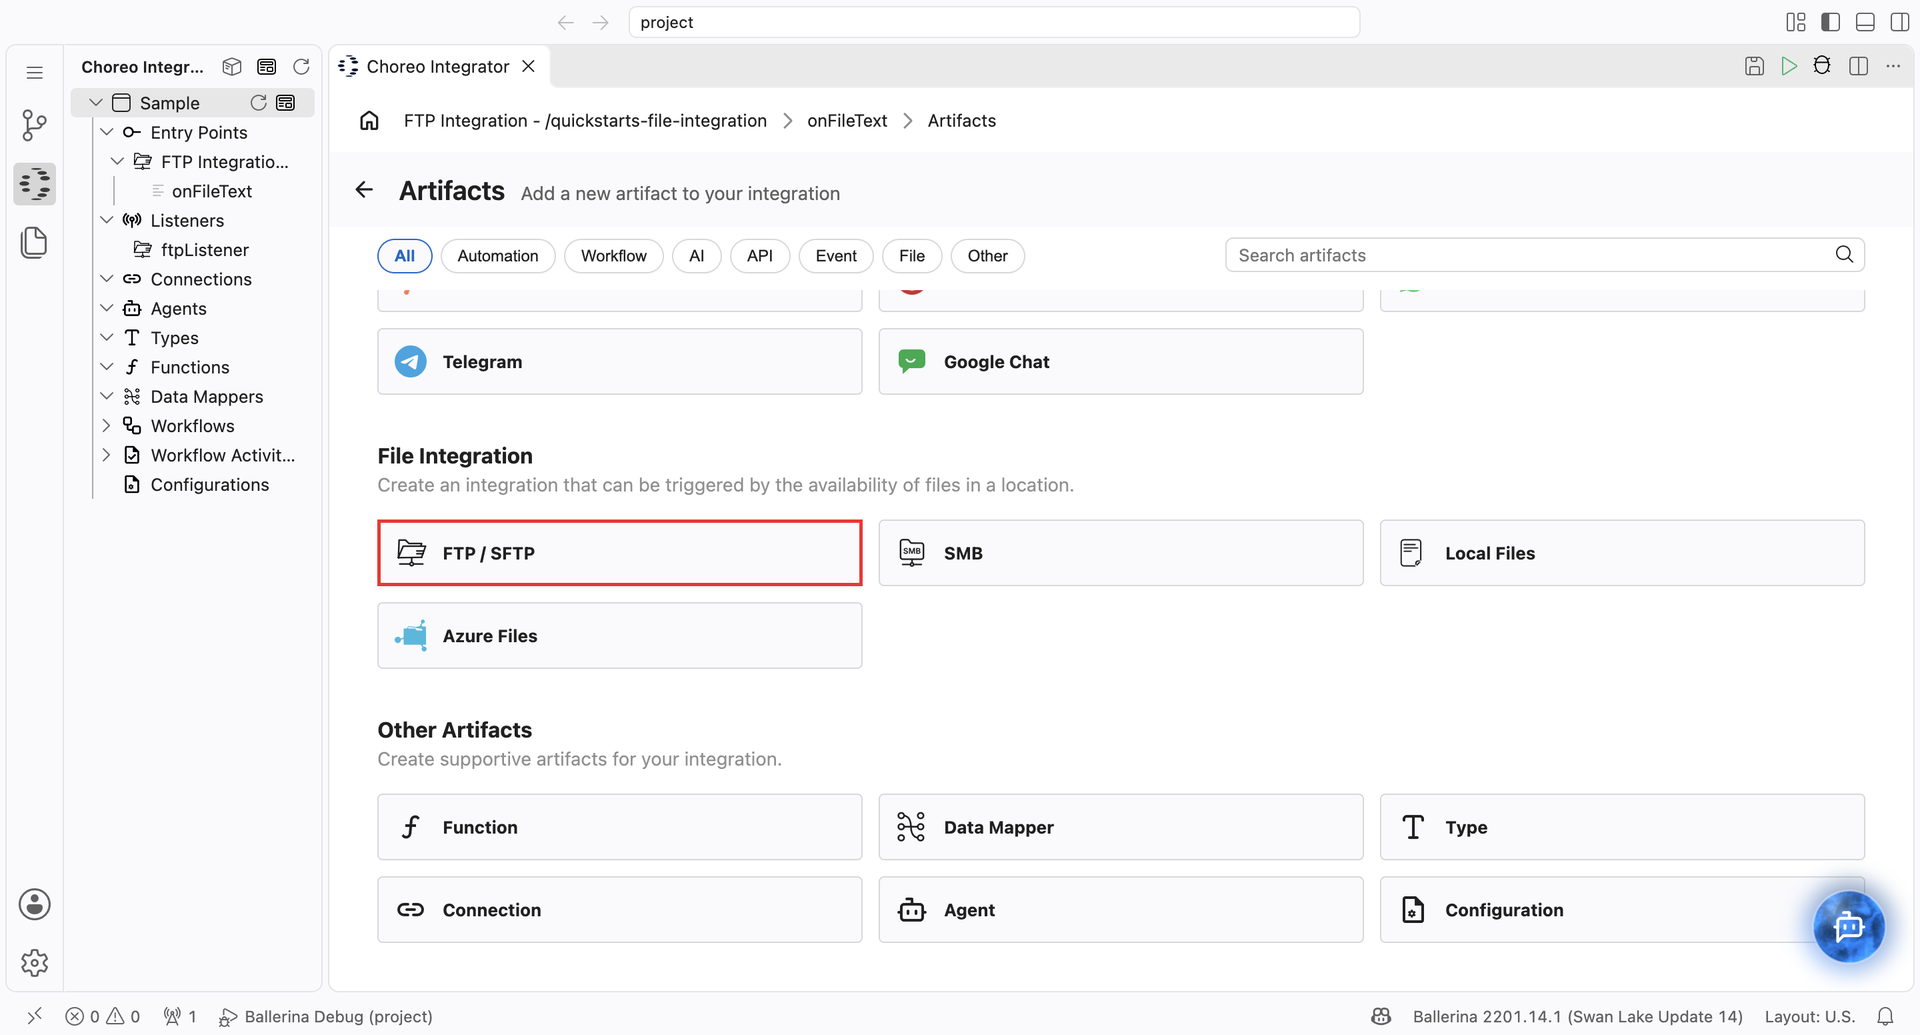 project
Choreo Integr...
Choreo Integrator
Sample
Entry Points
FTP Integratio...
onFileText
Listeners
ftpListener
Connections
Agents
Types
Functions
Data Mappers
Workflows
Workflow Activit...
Configurations
FTP Integration - /quickstarts-file-integration
onFileText
Artifacts
Artifacts Add a new artifact to your integration
All Automation Workflow AI API Event File Other
Search artifacts
Telegram
Google Chat
File Integration
Create an integration that can be triggered by the availability of files in a location.
FTP / SFTP
SMB
SMB
Local Files
Azure Files
Other Artifacts
Create supportive artifacts for your integration.
Function
Data Mapper
Type
Connection
Agent
Configuration
0 0 1 Ballerina Debug (project)
Ballerina 2201.14.1 (Swan Lake Update 14) Layout: U.S.